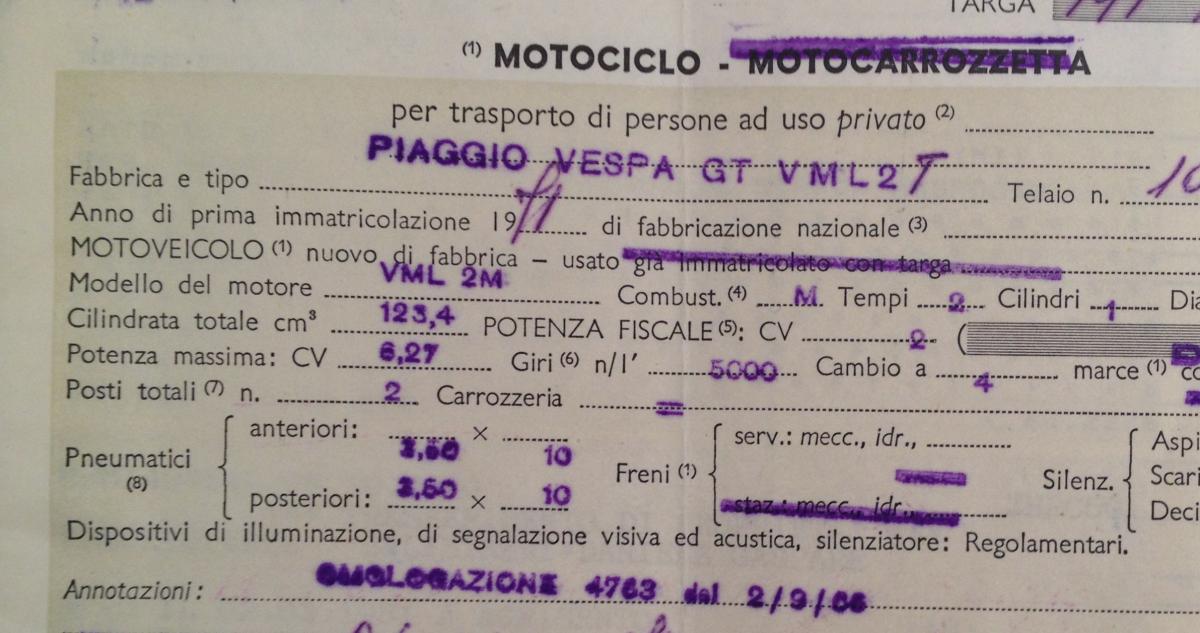 TARGA
(1) MOTOCICLO - MOTOCARROZZETTA
per trasporto di persone ad uso privato (2)
PIAGGIO VESPA GT VML2T
Fabbrica e tipo Telaio n. 10
Anno di prima immatricolazione 19 di fabbricazione nazionale (3)
MOTOVEICOLO (1) nuovo di fabbrica – usato già immatricolato con targa
Modello del motore VML 2M Combust. (4) M. Tempi 2 Cilindri 1
Cilindrata totale cm³ 123,4 POTENZA FISCALE (5): CV 2 (
Potenza massima: CV 6,27 Giri (6) n/1' 5000 Cambio a 4 marce (1)
Posti totali (7) n. 2 Carrozzeria =
Pneumatici (8) anteriori: 3,50 × 10 Freni (1) serv.: mecc., idr., Silenz.
posteriori: 3,50 × 10 staz.: mecc., idr.,
Dispositivi di illuminazione, di segnalazione visiva ed acustica, silenziatore: Regolamentari.
Annotazioni: OMOLOGAZIONE 4763 del 2/9/66